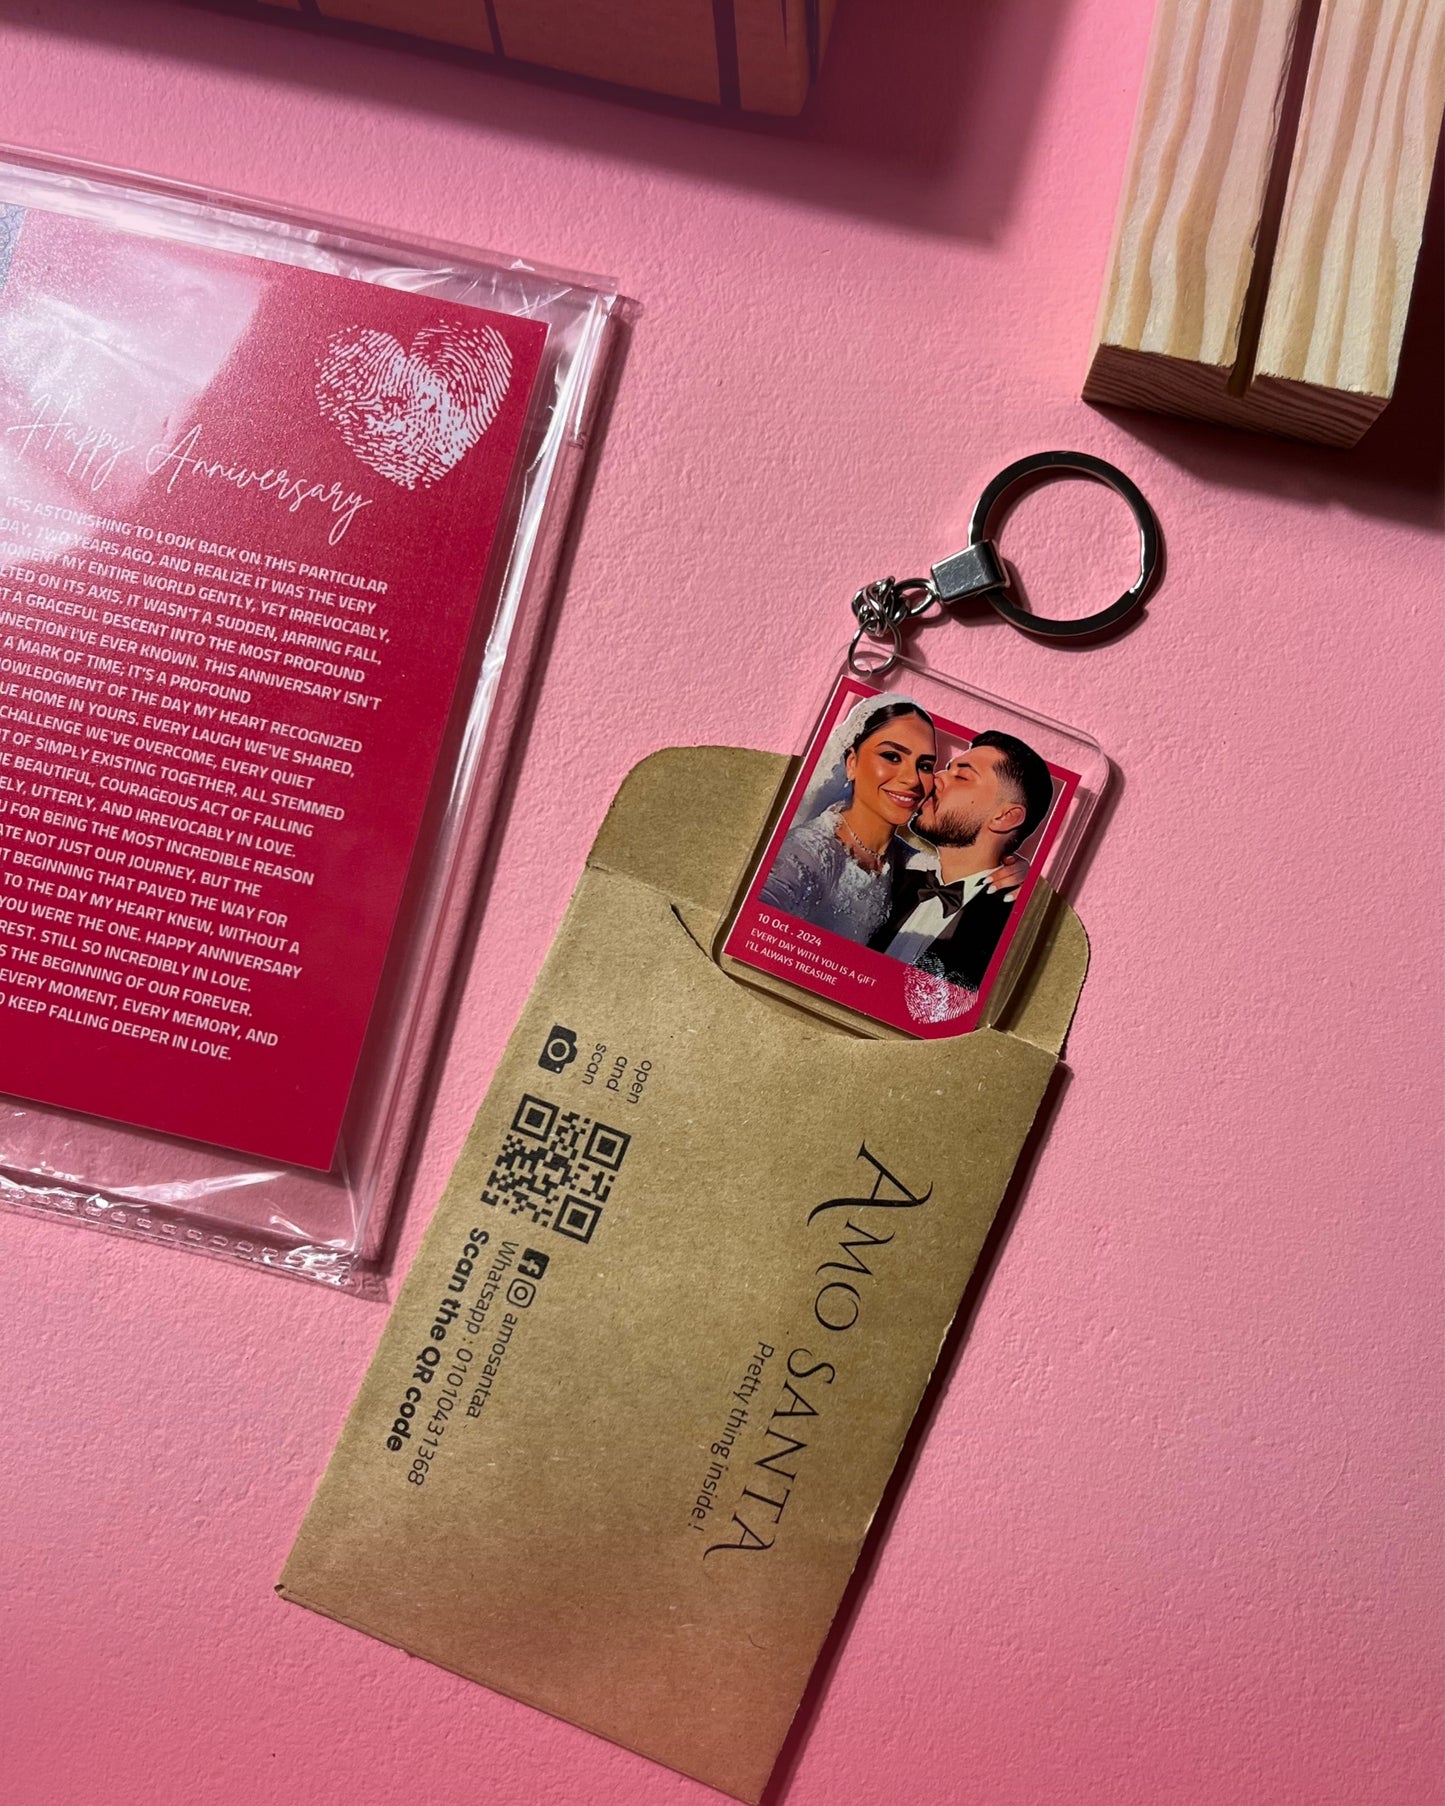 Happy Anniversary
IT'S ASTONISHING TO LOOK BACK ON THIS PARTICULAR
DAY, TWO YEARS AGO, AND REALIZE IT WAS THE VERY
MOMENT MY ENTIRE WORLD GENTLY, YET IRREVOCABLY,
ON ITS AXIS. IT WASN'T A SUDDEN, JARRING FALL,
A GRACEFUL DESCENT INTO THE MOST PROFOUND
I'VE EVER KNOWN. THIS ANNIVERSARY ISN'T
A MARK OF TIME; IT'S A PROFOUND
OF THE DAY MY HEART RECOGNIZED
HOME IN YOURS. EVERY LAUGH WE'VE SHARED,
CHALLENGE WE'VE OVERCOME, EVERY QUIET
OF SIMPLY EXISTING TOGETHER, ALL STEMMED
BEAUTIFUL, COURAGEOUS ACT OF FALLING
UTTERLY, AND IRREVOCABLY IN LOVE.
FOR BEING THE MOST INCREDIBLE REASON
NOT JUST OUR JOURNEY, BUT THE
BEGINNING THAT PAVED THE WAY FOR
TO THE DAY MY HEART KNEW, WITHOUT A
YOU WERE THE ONE. HAPPY ANNIVERSARY
STILL SO INCREDIBLY IN LOVE.
THE BEGINNING OF OUR FOREVER.
EVERY MOMENT, EVERY MEMORY, AND
KEEP FALLING DEEPER IN LOVE.
10 Oct . 2024
EVERY DAY WITH YOU IS A GIFT
I'LL ALWAYS TREASURE
AMO SANTA
Pretty thing inside !
open
and
scan
amosantaa
Whatsapp : 01010431368
Scan the QR code